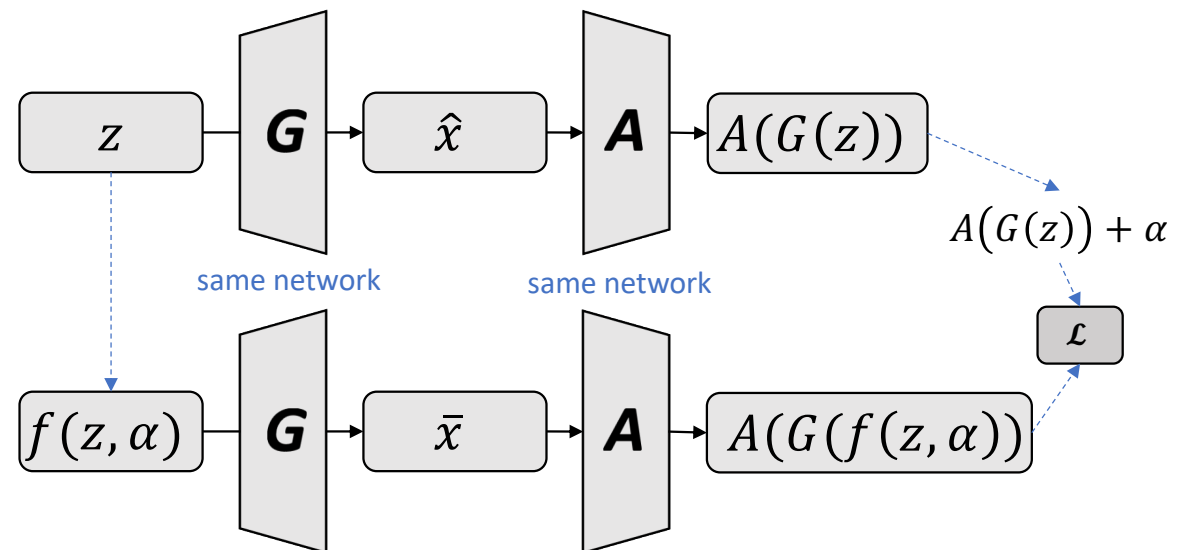 z
G
x̂
A
A(G(z))
A(G(z)) + α
same network
same network
ℒ
f(z, α)
G
x̄
A
A(G(f(z, α))